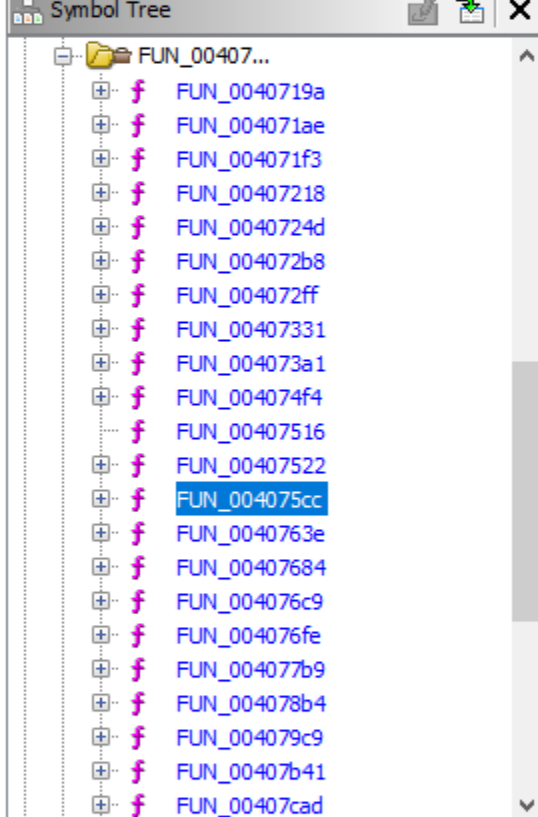 Symbol Tree
FUN_00407...
f FUN_0040719a
f FUN_004071ae
f FUN_004071f3
f FUN_00407218
f FUN_0040724d
f FUN_004072b8
f FUN_004072ff
f FUN_00407331
f FUN_004073a1
f FUN_004074f4
f FUN_00407516
f FUN_00407522
f FUN_004075cc
f FUN_0040763e
f FUN_00407684
f FUN_004076c9
f FUN_004076fe
f FUN_004077b9
f FUN_004078b4
f FUN_004079c9
f FUN_00407b41
f FUN_00407cad